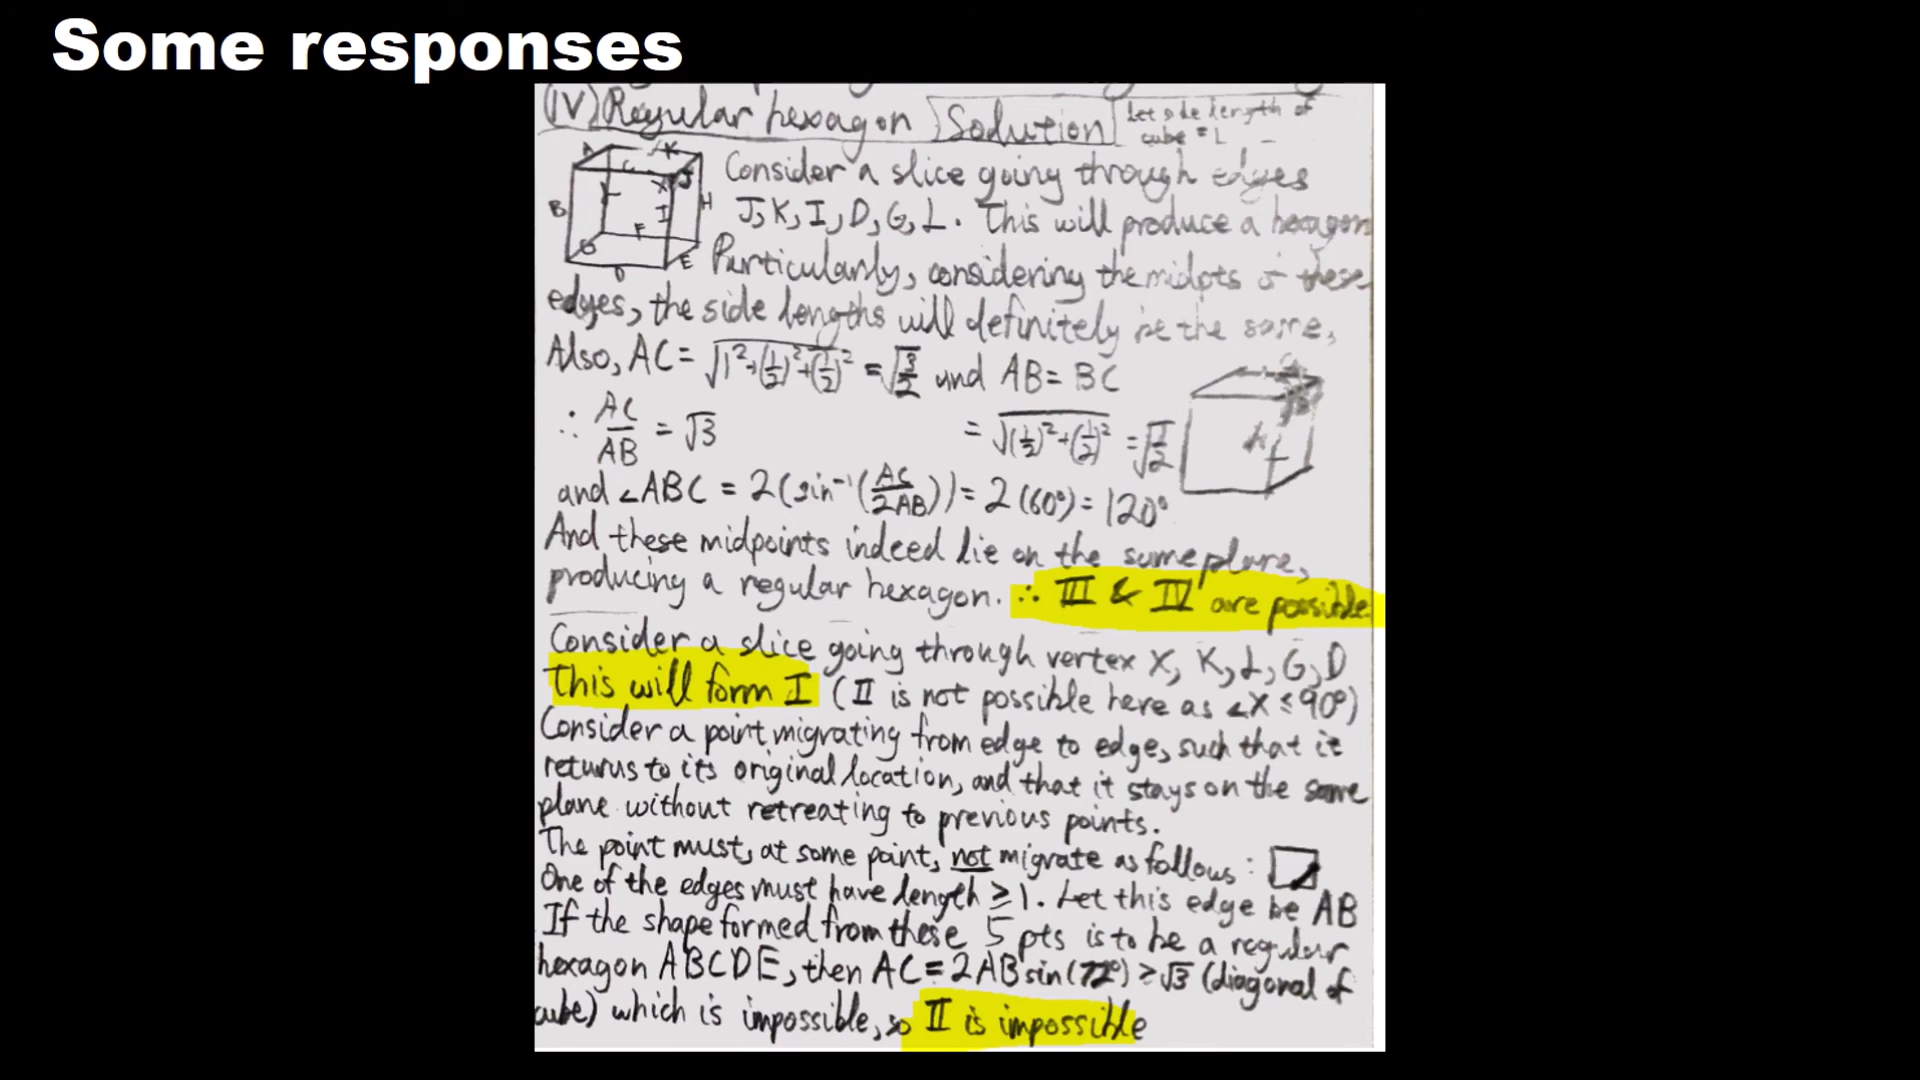 Some responses
(IV) Regular hexagon Solution Let side length of
cube = 1
Consider a slice going through edges
J, K, I, D, G, L. This will produce a hexagon
Particularly, considering the midpts of these
edges, the side lengths will definitely be the same,
Also, AC = √1²+(1/2)²+(1/2)² = √3/2 and AB = BC
∴ AC/AB = √3 = √(1/2)²+(1/2)² = √1/2
and ∠ABC = 2(sin⁻¹(AC/2AB)) = 2(60°) = 120°
And these midpoints indeed lie on the same plane,
producing a regular hexagon. ∴ III & IV are possible
Consider a slice going through vertex X, K, L, G, D
This will form I (II is not possible here as ∠X ≤ 90°)
Consider a point migrating from edge to edge, such that it
returns to its original location, and that it stays on the same
plane without retreating to previous points.
The point must, at some point, not migrate as follows:
One of the edges must have length ≥ 1. Let this edge be AB
If the shape formed from these 5 pts is to be a regular
hexagon ABCDE, then AC = 2AB sin(72°) ≥ √3 (diagonal of
cube) which is impossible, so II is impossible